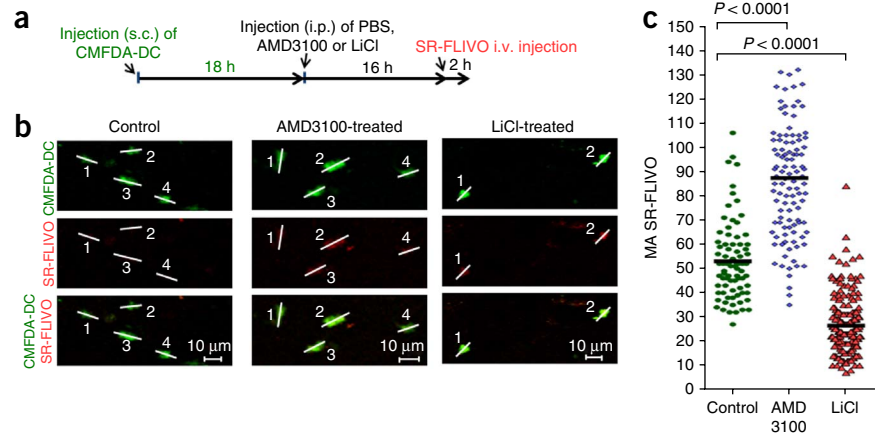 a
Injection (s.c.) of
CMFDA-DC
Injection (i.p.) of PBS,
AMD3100 or LiCl
SR-FLIVO i.v. injection
18 h
16 h
2 h
b
Control
AMD3100-treated
LiCl-treated
CMFDA-DC
1
2
3
4
1
2
3
4
1
2
SR-FLIVO
1
2
3
4
1
2
3
4
1
2
CMFDA-DC
SR-FLIVO
1
2
3
4
10 μm
1
2
3
4
10 μm
1
2
10 μm
c
P < 0.0001
P < 0.0001
MA SR-FLIVO
150
140
130
120
110
100
90
80
70
60
50
40
30
20
10
0
Control
AMD
3100
LiCl